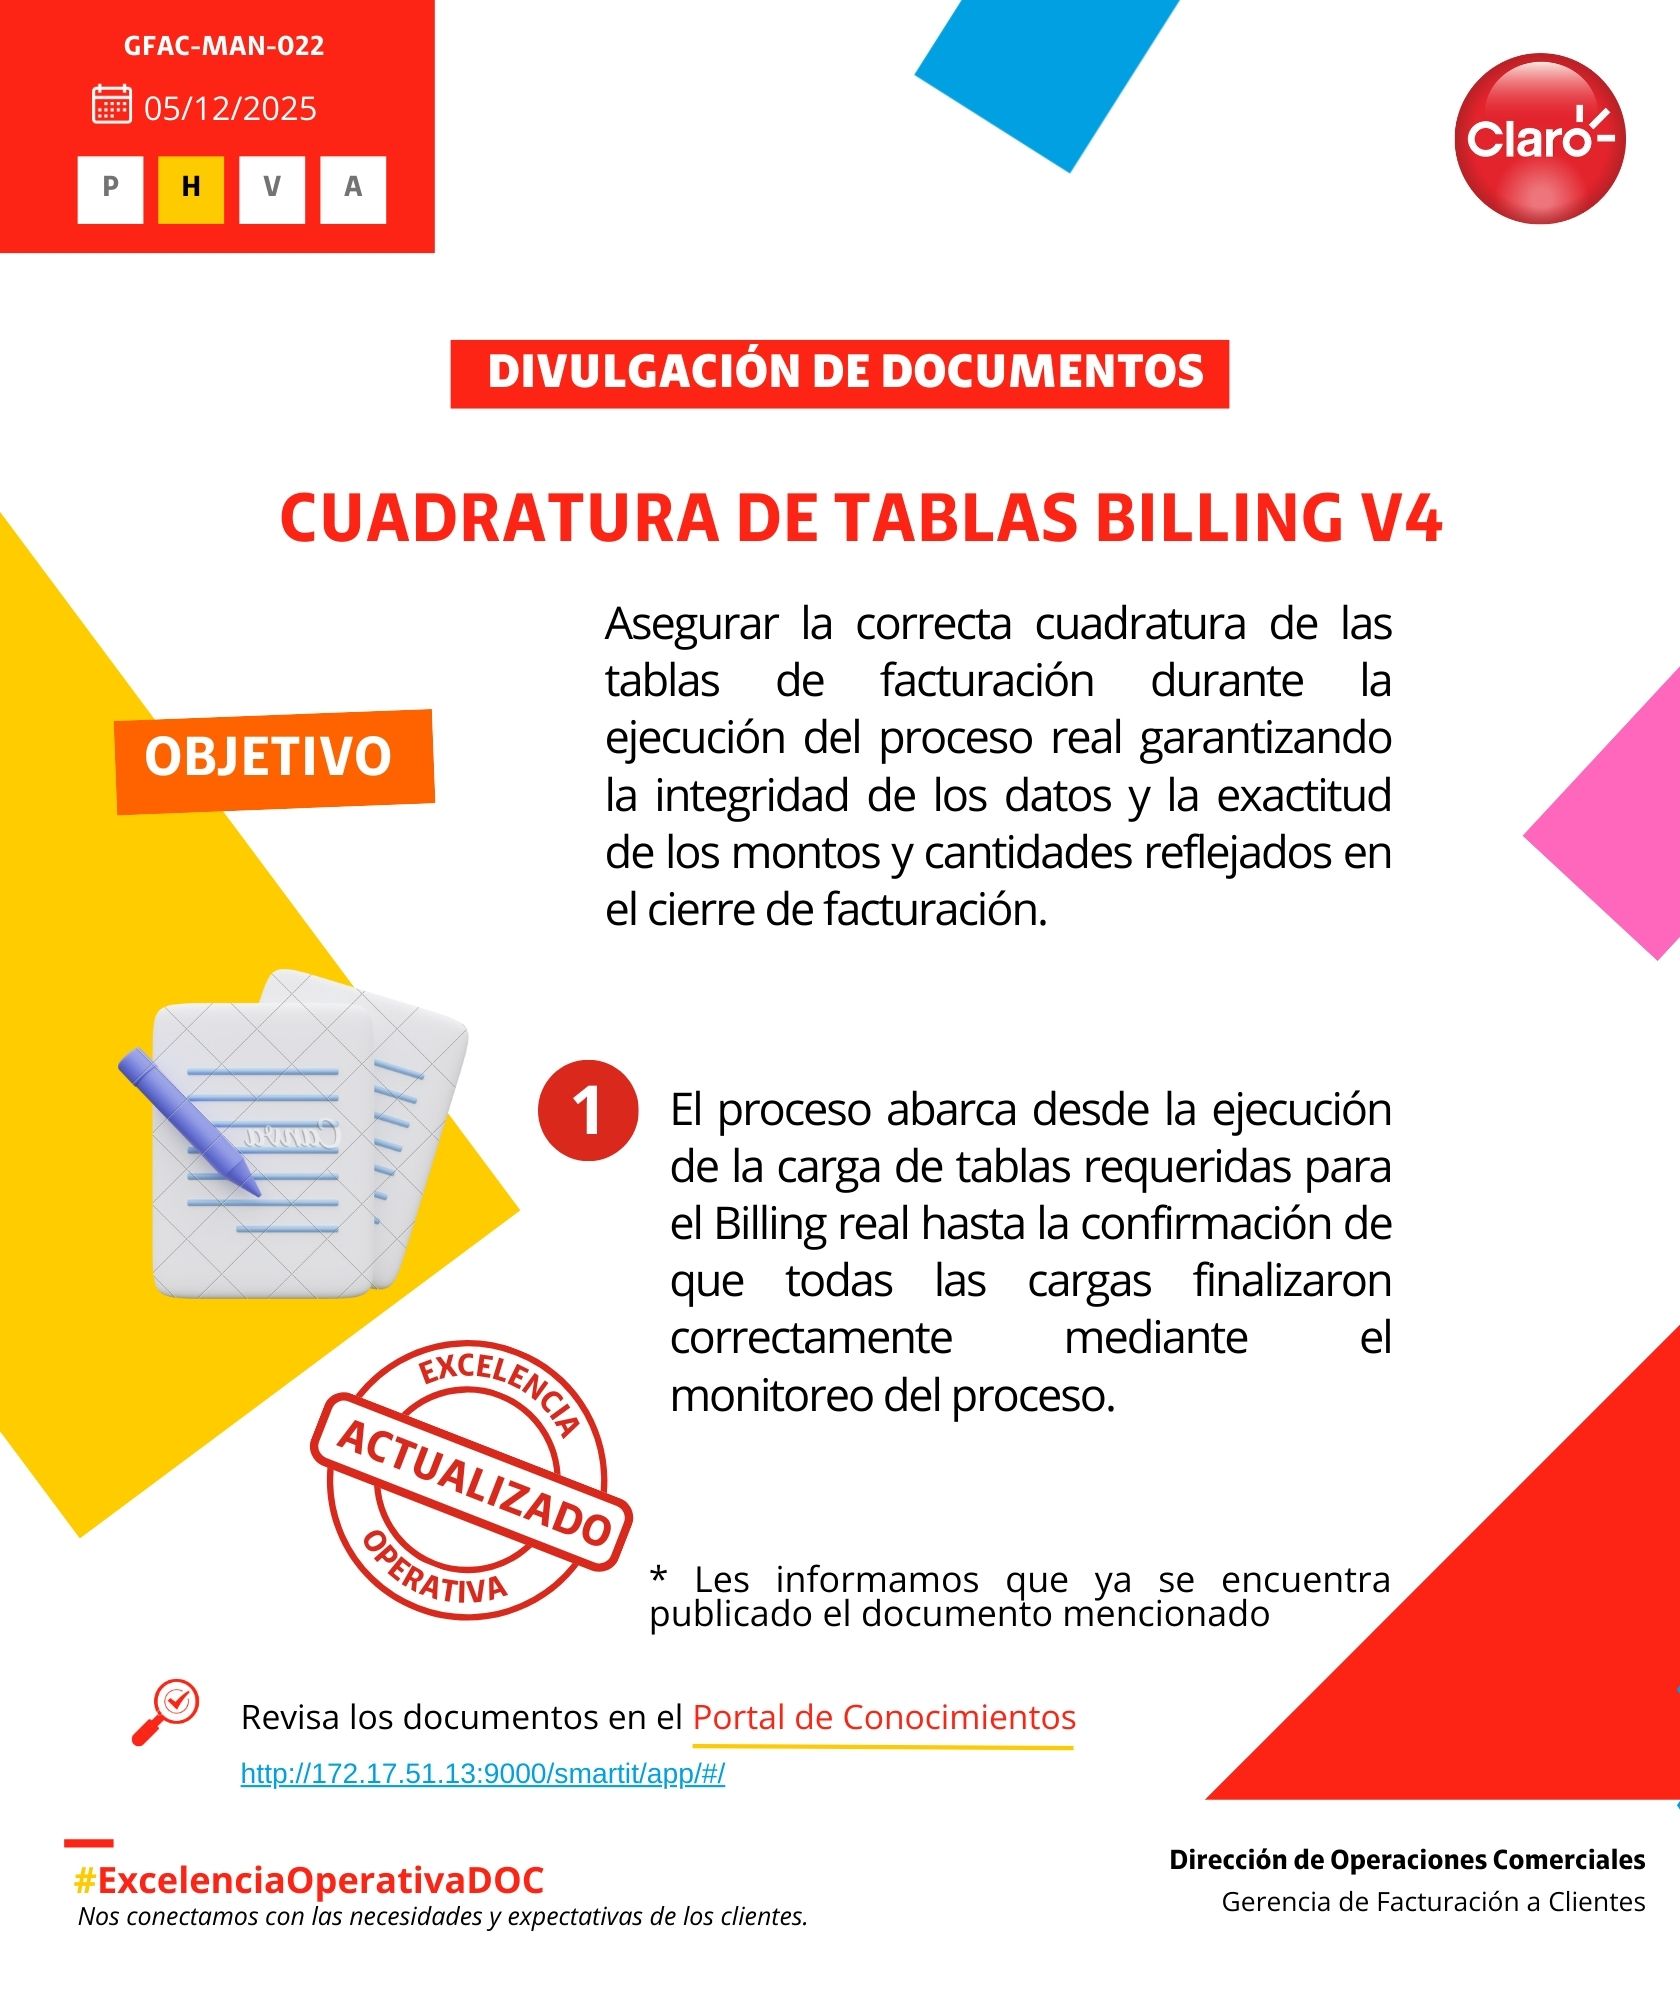 GFAC-MAN-022
05/12/2025
P H V A
Claro
DIVULGACIÓN DE DOCUMENTOS
CUADRATURA DE TABLAS BILLING V4
OBJETIVO
Asegurar la correcta cuadratura de las
tablas de facturación durante la
ejecución del proceso real garantizando
la integridad de los datos y la exactitud
de los montos y cantidades reflejados en
el cierre de facturación.
Canva
1
El proceso abarca desde la ejecución
de la carga de tablas requeridas para
el Billing real hasta la confirmación de
que todas las cargas finalizaron
correctamente mediante el
monitoreo del proceso.
EXCELENCIA
ACTUALIZADO
OPERATIVA
* Les informamos que ya se encuentra
publicado el documento mencionado
Revisa los documentos en el Portal de Conocimientos
http://172.17.51.13:9000/smartit/app/#/
#ExcelenciaOperativaDOC
Nos conectamos con las necesidades y expectativas de los clientes.
Dirección de Operaciones Comerciales
Gerencia de Facturación a Clientes